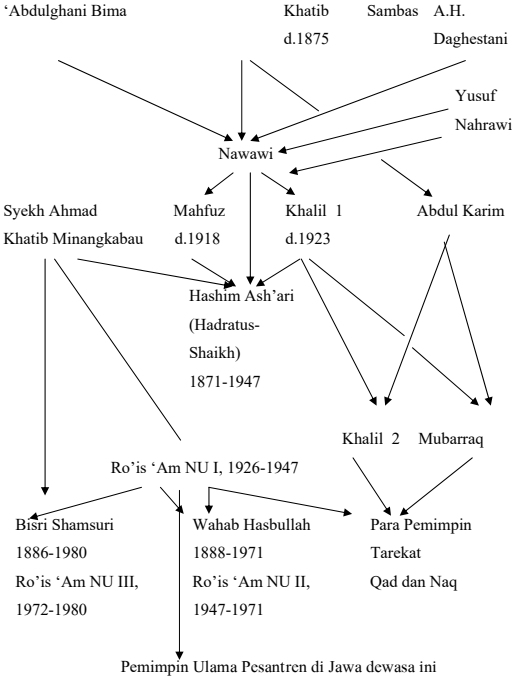 ‘Abdulghani Bima
Khatib Sambas
d.1875
A.H.
Daghestani
Yusuf
Nahrawi
Nawawi
Syekh Ahmad
Khatib Minangkabau
Mahfuz
d.1918
Khalil 1
d.1923
Abdul Karim
Hashim Ash’ari
(Hadratus-
Shaikh)
1871-1947
Khalil 2
Mubarraq
Ro’is ‘Am NU I, 1926-1947
Bisri Shamsuri
1886-1980
Ro’is ‘Am NU III,
1972-1980
Wahab Hasbullah
1888-1971
Ro’is ‘Am NU II,
1947-1971
Para Pemimpin
Tarekat
Qad dan Naq
Pemimpin Ulama Pesantren di Jawa dewasa ini